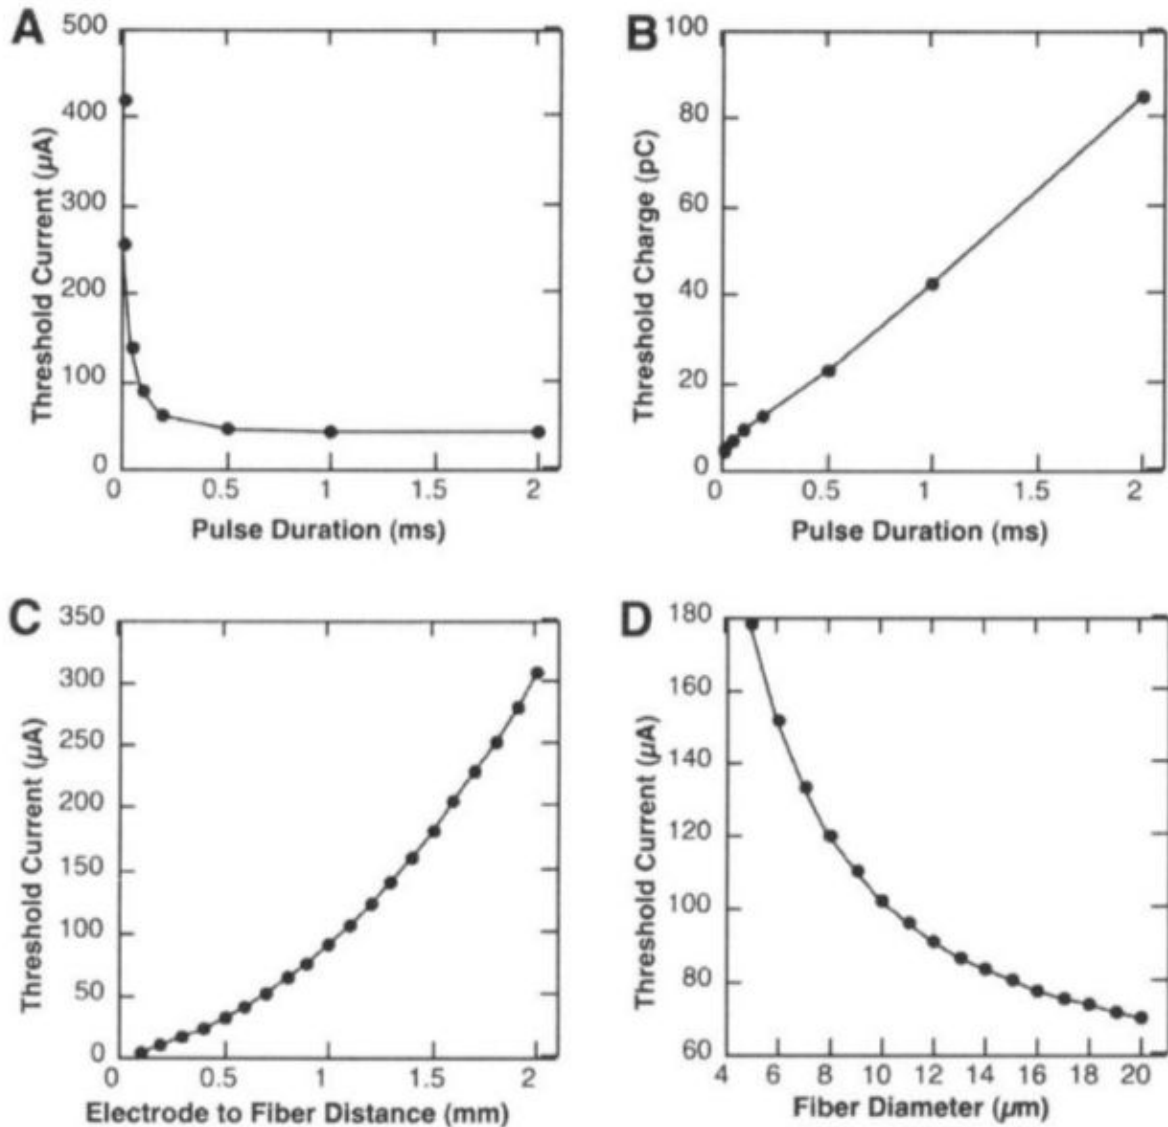 A
500
400
300
200
100
0
Threshold Current (µA)
0 0.5 1 1.5 2
Pulse Duration (ms)
B
100
80
60
40
20
0
Threshold Charge (pC)
0 0.5 1 1.5 2
Pulse Duration (ms)
C
350
300
250
200
150
100
50
0
Threshold Current (µA)
0 0.5 1 1.5 2
Electrode to Fiber Distance (mm)
D
180
160
140
120
100
80
60
Threshold Current (µA)
4 6 8 10 12 14 16 18 20
Fiber Diameter (µm)